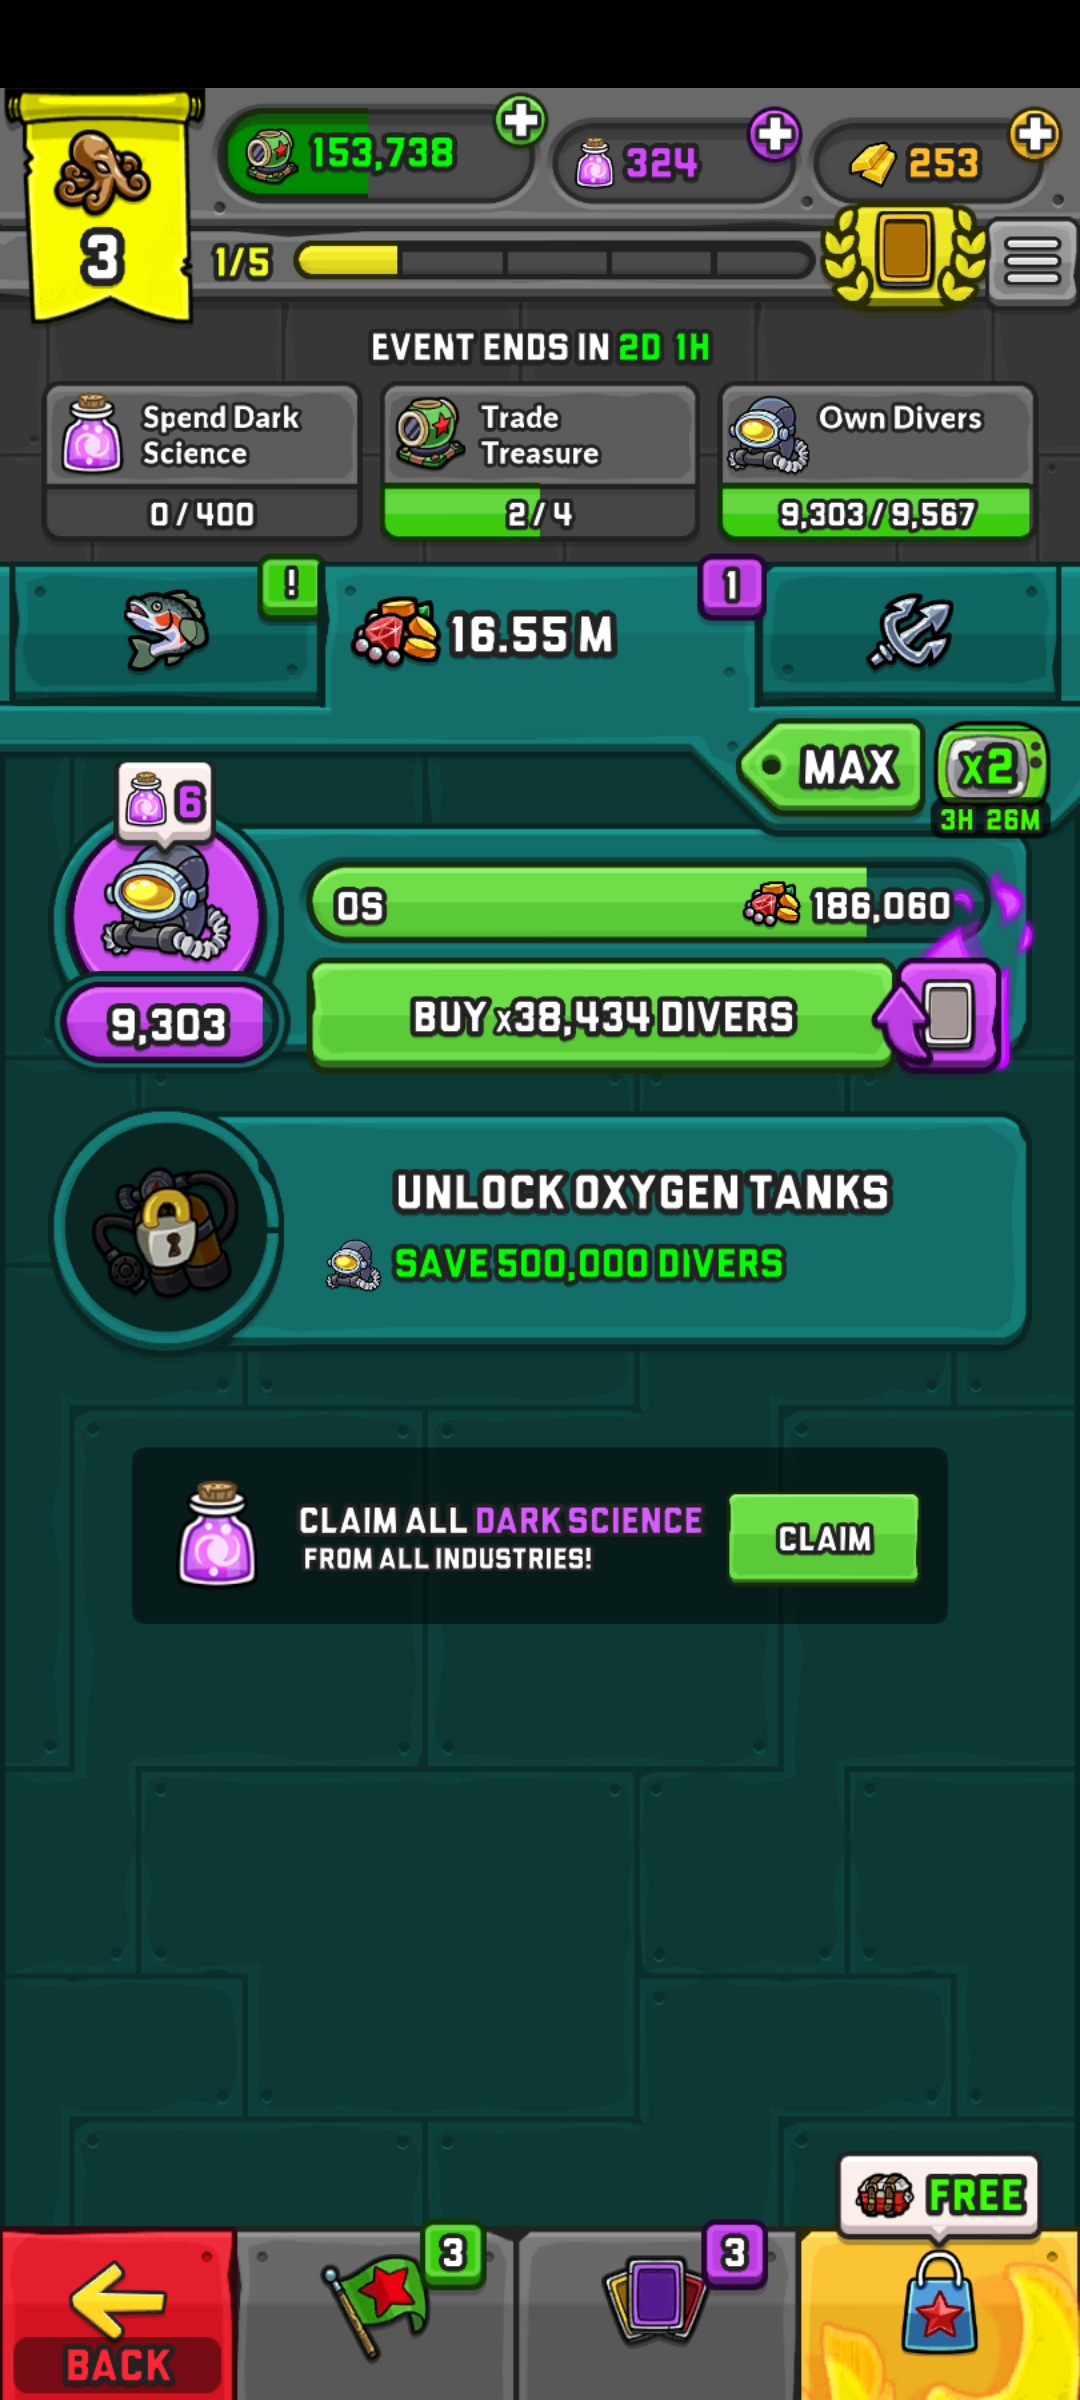 3
153,738
324
253
1/5
EVENT ENDS IN 2D 1H
Spend Dark
Science
0 / 400
Trade
Treasure
2 / 4
Own Divers
9,303 / 9,567
!
16.55 M
1
MAX
x2
3H 26M
6
0S
186,060
9,303
BUY x38,434 DIVERS
UNLOCK OXYGEN TANKS
SAVE 500,000 DIVERS
CLAIM ALL DARK SCIENCE
FROM ALL INDUSTRIES!
CLAIM
FREE
3
3
BACK